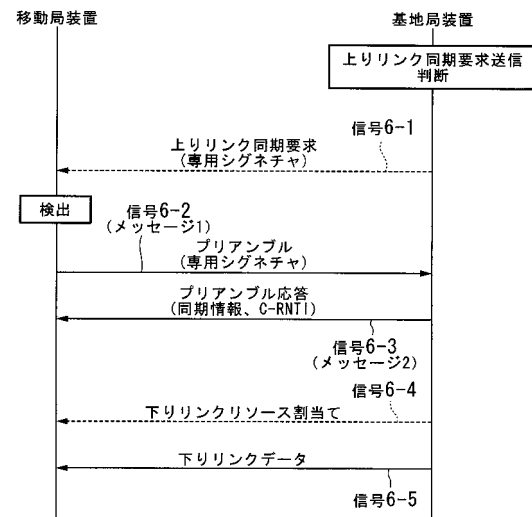 移動局装置
基地局装置
上りリンク同期要求送信
判断
信号6-1
上りリンク同期要求
(専用シグネチャ)
検出
信号6-2
(メッセージ1)
プリアンブル
(専用シグネチャ)
プリアンブル応答
(同期情報、C-RNTI)
信号6-3
(メッセージ2)
信号6-4
下りリンクリソース割当て
下りリンクデータ
信号6-5